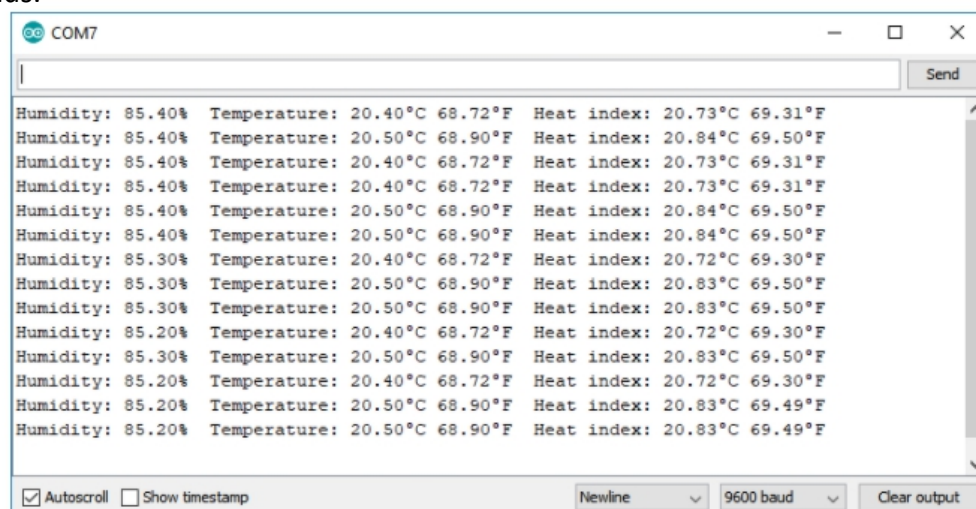 COM7
Send
Humidity: 85.40% Temperature: 20.40°C 68.72°F Heat index: 20.73°C 69.31°F
Humidity: 85.40% Temperature: 20.50°C 68.90°F Heat index: 20.84°C 69.50°F
Humidity: 85.40% Temperature: 20.40°C 68.72°F Heat index: 20.73°C 69.31°F
Humidity: 85.40% Temperature: 20.40°C 68.72°F Heat index: 20.73°C 69.31°F
Humidity: 85.40% Temperature: 20.50°C 68.90°F Heat index: 20.84°C 69.50°F
Humidity: 85.40% Temperature: 20.50°C 68.90°F Heat index: 20.84°C 69.50°F
Humidity: 85.30% Temperature: 20.40°C 68.72°F Heat index: 20.72°C 69.30°F
Humidity: 85.30% Temperature: 20.50°C 68.90°F Heat index: 20.83°C 69.50°F
Humidity: 85.30% Temperature: 20.50°C 68.90°F Heat index: 20.83°C 69.50°F
Humidity: 85.20% Temperature: 20.40°C 68.72°F Heat index: 20.72°C 69.30°F
Humidity: 85.30% Temperature: 20.50°C 68.90°F Heat index: 20.83°C 69.50°F
Humidity: 85.20% Temperature: 20.40°C 68.72°F Heat index: 20.72°C 69.30°F
Humidity: 85.20% Temperature: 20.50°C 68.90°F Heat index: 20.83°C 69.49°F
Humidity: 85.20% Temperature: 20.50°C 68.90°F Heat index: 20.83°C 69.49°F
Autoscroll Show timestamp Newline 9600 baud Clear output